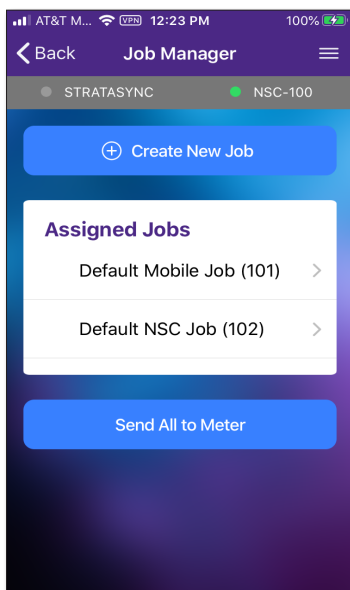 AT&T M... VPN 12:23 PM 100%
Back Job Manager
STRATASYNC NSC-100
Create New Job
Assigned Jobs
Default Mobile Job (101)
Default NSC Job (102)
Send All to Meter